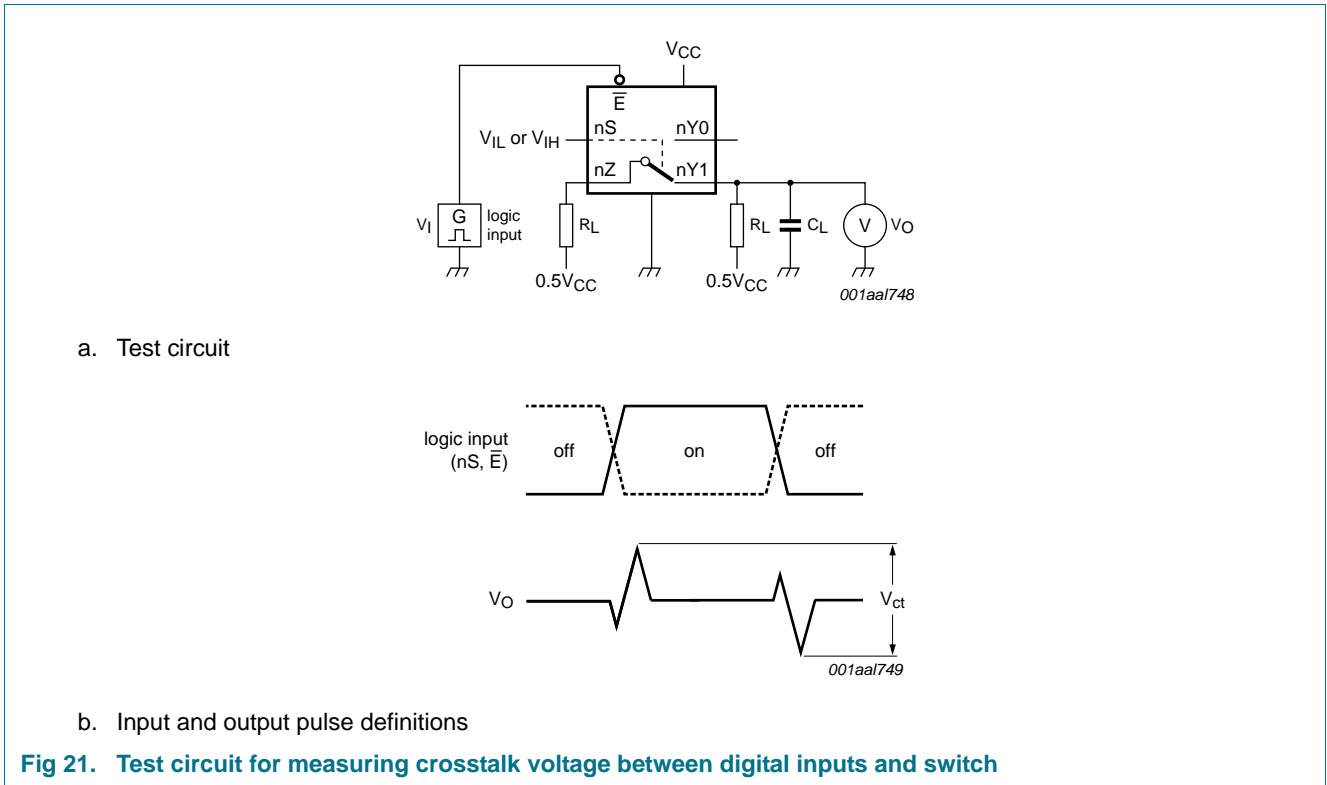 VCC
E
nS
nY0
VIL or VIH
nZ
nY1
VI
G
logic
input
RL
RL
CL
V
VO
0.5VCC
0.5VCC
001aal748
a. Test circuit
logic input
(nS, E)
off
on
off
VO
Vct
001aal749
b. Input and output pulse definitions
Fig 21. Test circuit for measuring crosstalk voltage between digital inputs and switch